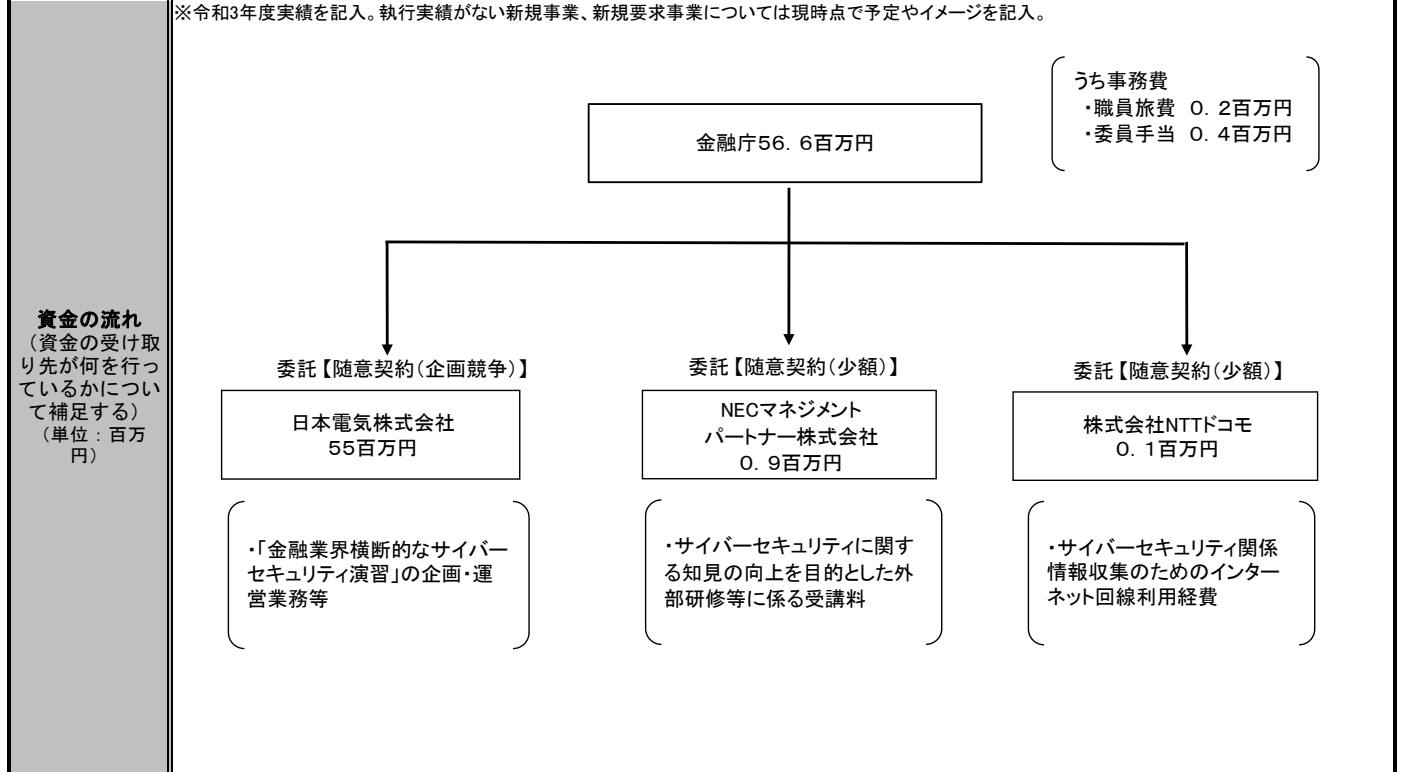 ※令和3年度実績を記入。執行実績がない新規事業、新規要求事業については現時点で予定やイメージを記入。
うち事務費
・職員旅費 0.2百万円
・委員手当 0.4百万円
金融庁56.6百万円
資金の流れ
（資金の受け取
り先が何を行っ
ているかについ
て補足する）
（単位：百万
円）
委託【随意契約（企画競争）】
日本電気株式会社
55百万円
・「金融業界横断的なサイバー
セキュリティ演習」の企画・運
営業務等
委託【随意契約（少額）】
NECマネジメント
パートナー株式会社
0.9百万円
・サイバーセキュリティに関す
る知見の向上を目的とした外
部研修等に係る受講料
委託【随意契約（少額）】
株式会社NTTドコモ
0.1百万円
・サイバーセキュリティ関係
情報収集のためのインター
ネット回線利用経費